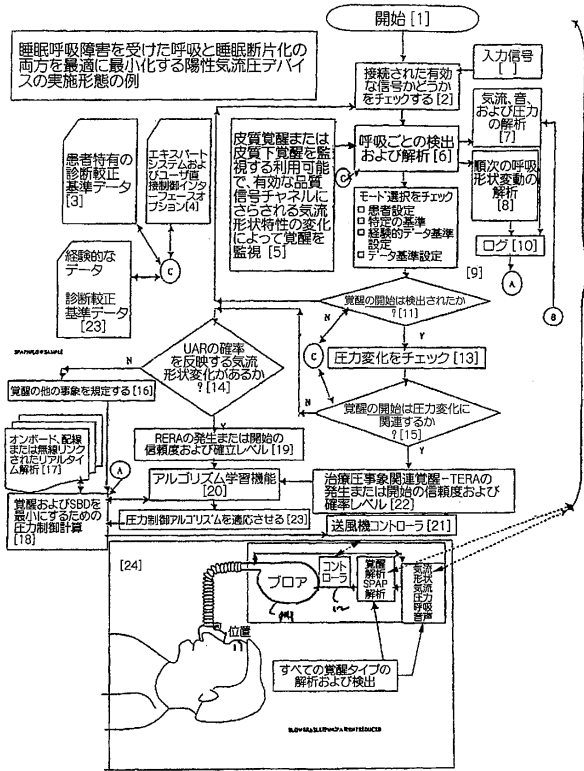 睡眠呼吸障害を受けた呼吸と睡眠断片化の
両方を最適に最小化する陽性気流圧デバイ
スの実施形態の例
開始 [1]
入力信号
[ ]
接続された有効
な信号かどうか
をチェックする [2]
気流、音、
および圧力
の解析
[7]
呼吸ごとの検出
および解析 [6]
順次の呼吸
形状変動の
解析
[8]
ログ [10]
A
B
患者特有の
診断較正
基準データ
[3]
エキスパート
システムおよ
びユーザ直
接制御インタ
ーフェースオ
プション[4]
皮質覚醒または
皮質下覚醒を監
視する利用可能
で、有効な品質
信号チャネルに
さらされる気流
形状特性の変化
によって覚醒を
監視 [5]
C
モード選択をチェック
患者設定
特定の基準
経験的データ基準
設定
データ基準設定
[9]
経験的な
データ
診断較正
基準データ
[23]
C
覚醒の開始は検出されたか
? [11]
N
Y
UARの確率
を反映する気流
形状変化があるか
? [14]
N
Y
C
圧力変化をチェック [13]
覚醒の開始は圧力変化に
関連するか
? [15]
N
Y
覚醒の他の事象を規定する [16]
オンボード、配線
または無線リンク
されたリアルタイ
ム解析 [17]
A
RERAの発生または開始の
信頼度および確立レベル [19]
アルゴリズム学習機能
[20]
治療圧事象関連覚醒-TERAの
発生または開始の信頼度および
確率レベル [22]
覚醒およびSBDを
最小にするための
圧力制御計算
[18]
圧力制御アルゴリズムを適応させる [23]
送風機コントローラ [21]
[24]
ブロア
コント
ローラ
覚醒
解析
SPAP
解析
気流
形状
気流
圧力
呼吸
音声
12
位置
すべての覚醒タイプの
解析および検出